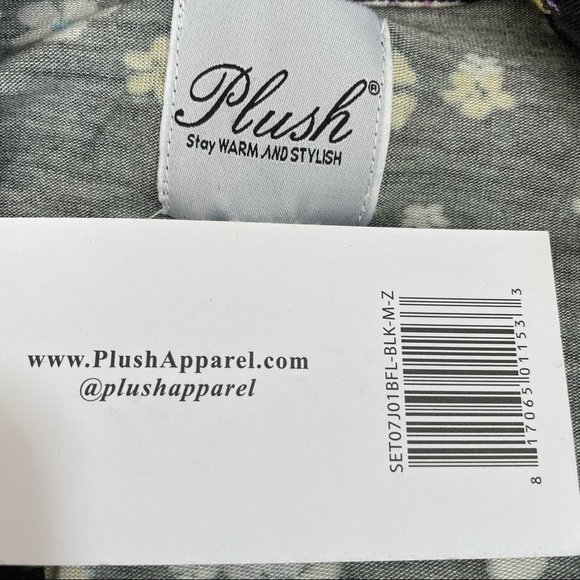 Plush®
Stay WARM AND STYLISH
www.PlushApparel.com
@plushapparel
SET07J01BFL-BLK-M-Z
8 17065 01153 3